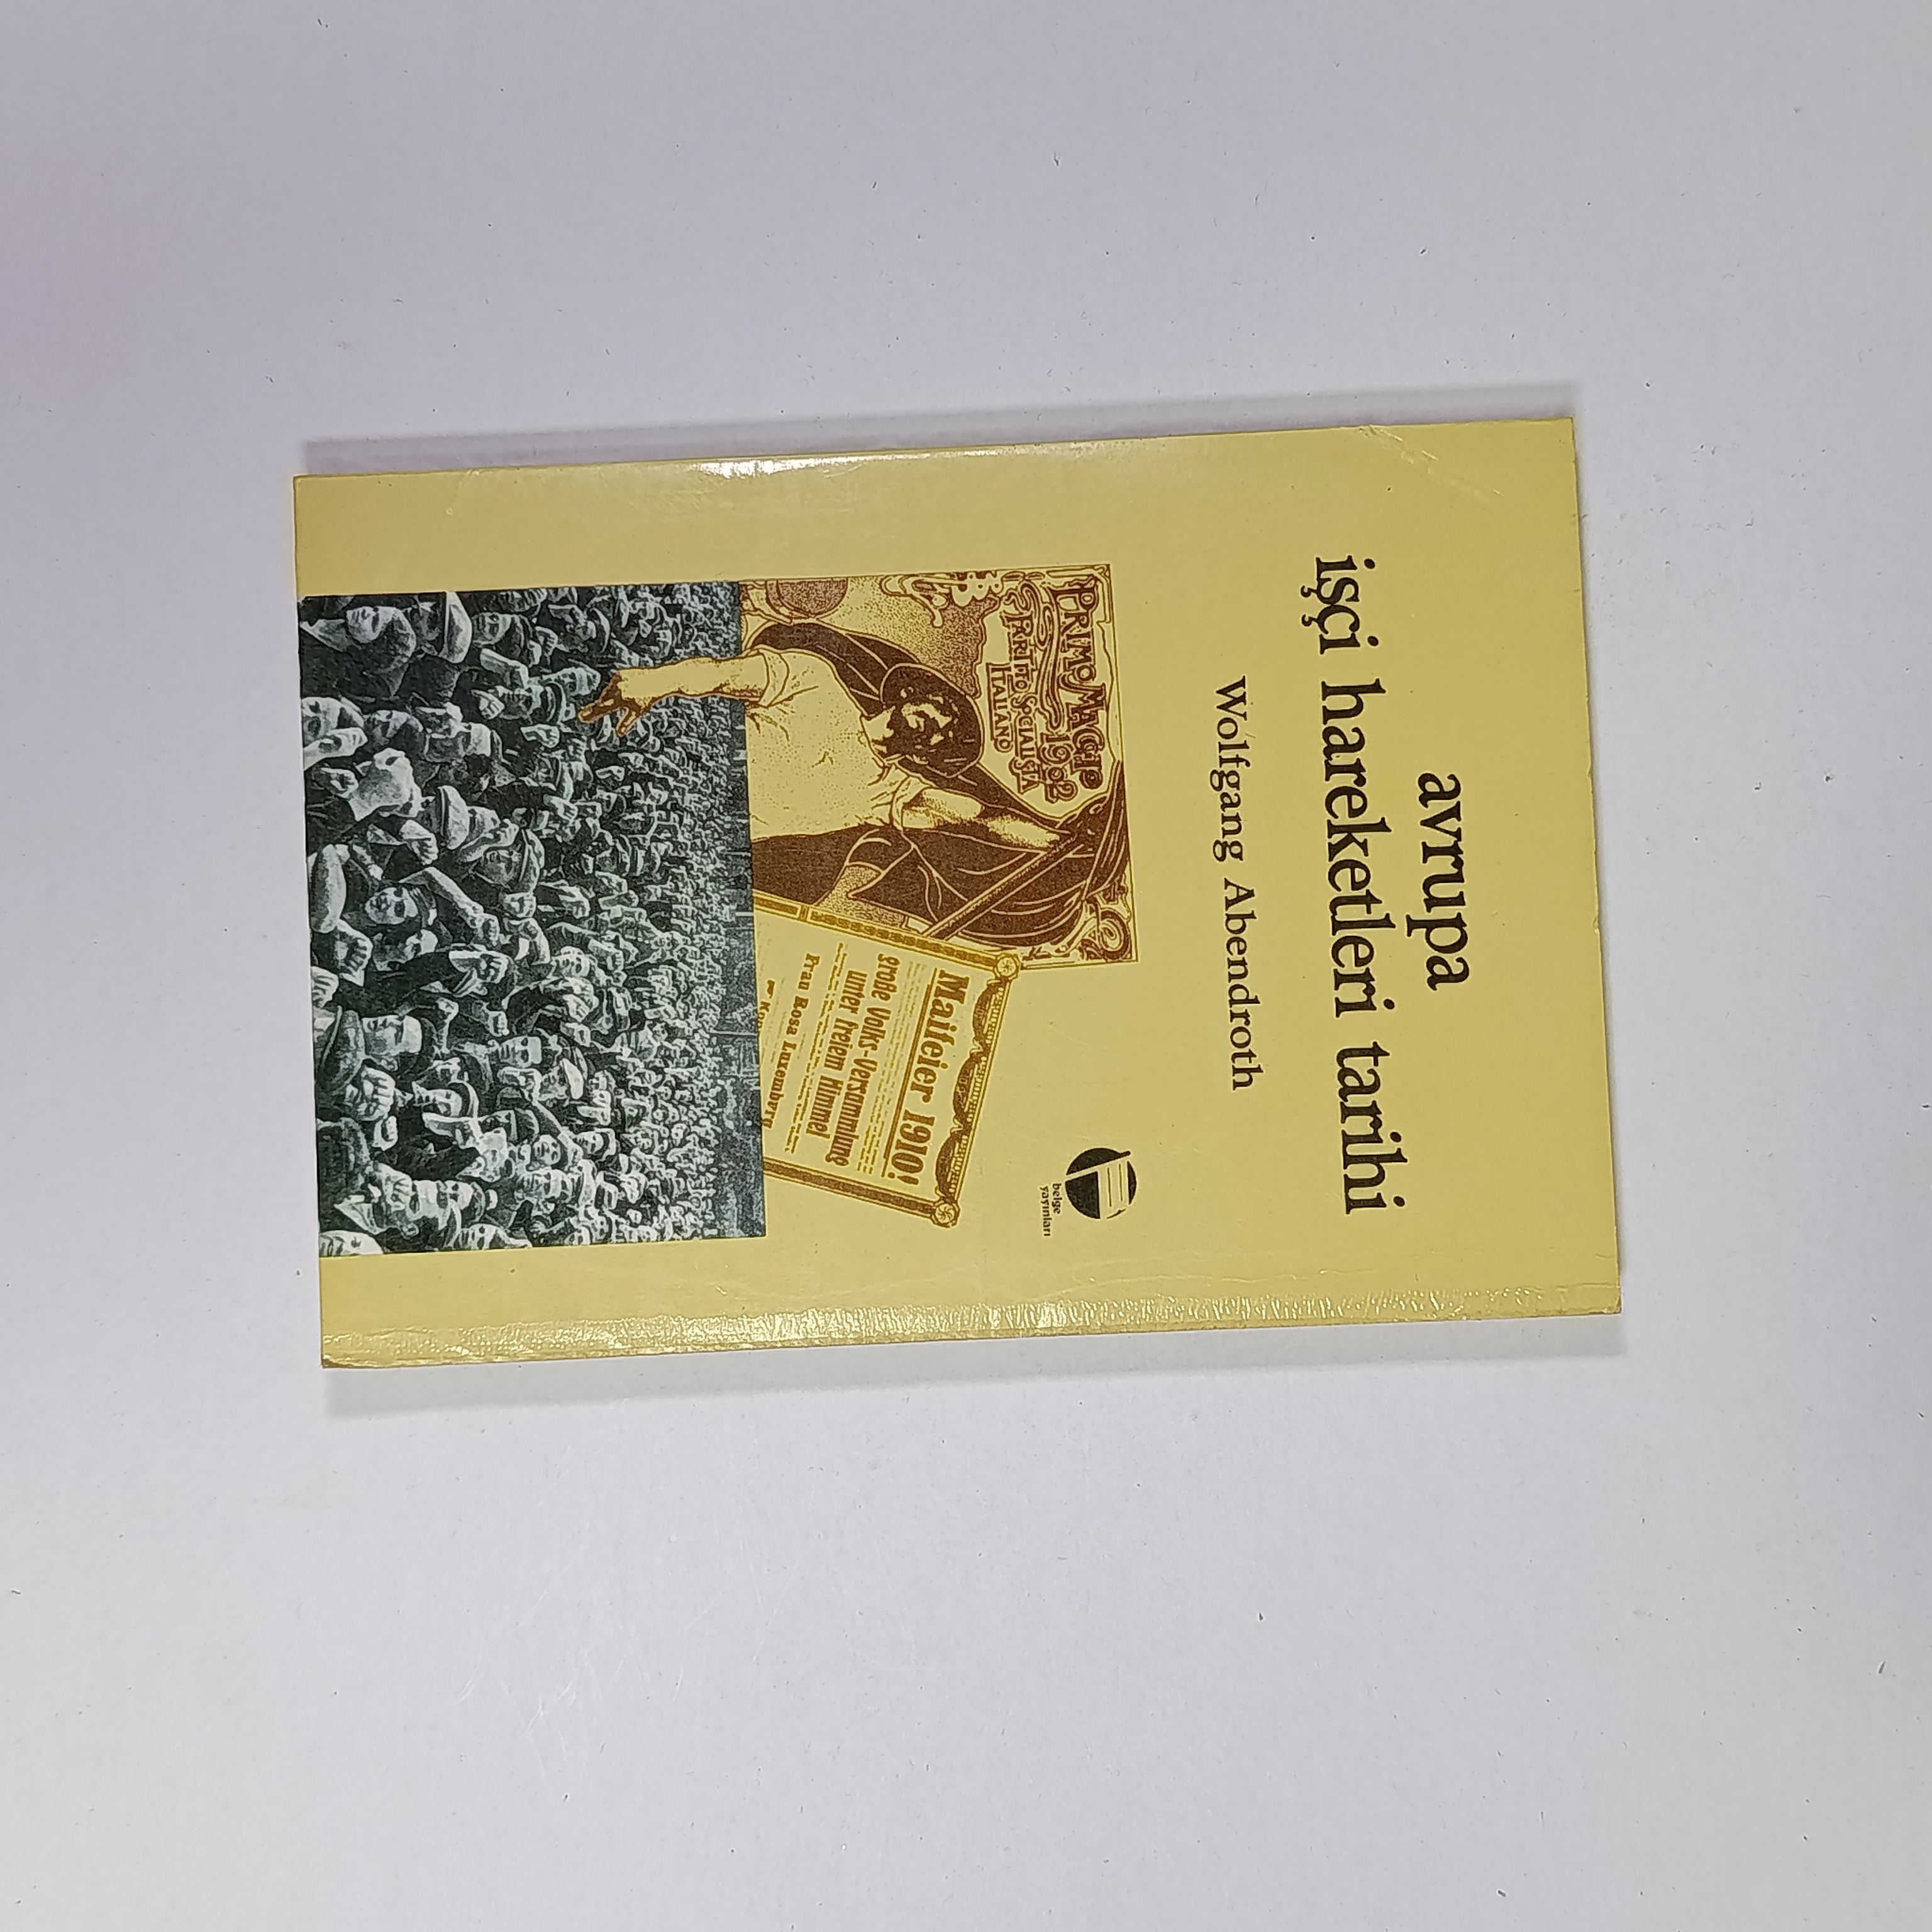 avrupa
işçi hareketleri tarihi
Wolfgang Abendroth
belge
yayınları
PRIMO MAGGIO 1902
PARTITO SOCIALISTA
ITALIANO
Maifeier 1910!
große Volks-Versammlung
unter freiem Himmel
Frau Rosa Luxemburg